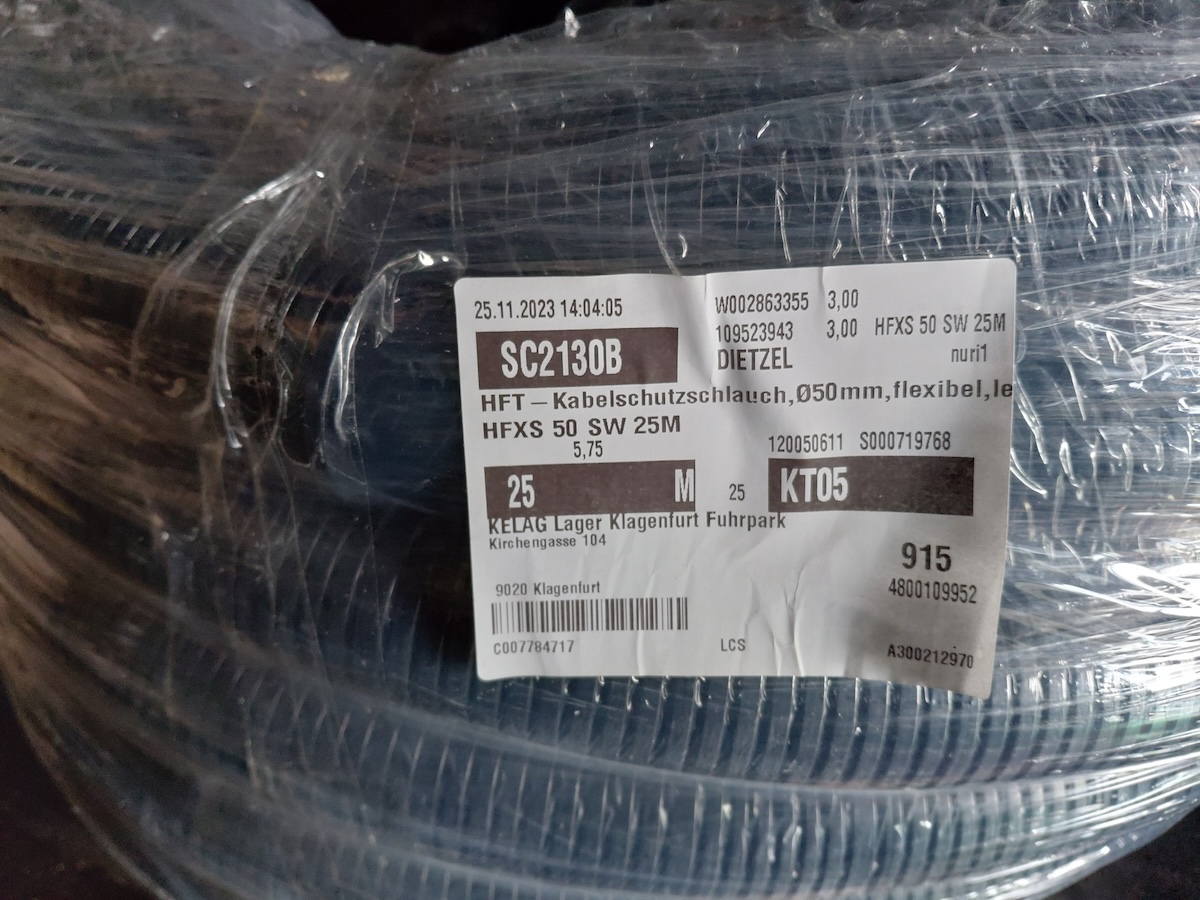 25.11.2023 14:04:05 W002863355 3,00
109523943 3,00 HFXS 50 SW 25M
SC2130B DIETZEL nuri1
HFT – Kabelschutzschlauch,Ø50mm,flexibel,le
HFXS 50 SW 25M
5,75 120050611 S000719768
25 M 25 KT05
KELAG Lager Klagenfurt Fuhrpark
Kirchengasse 104
915
9020 Klagenfurt 4800109952
C007784717 LCS A300212970